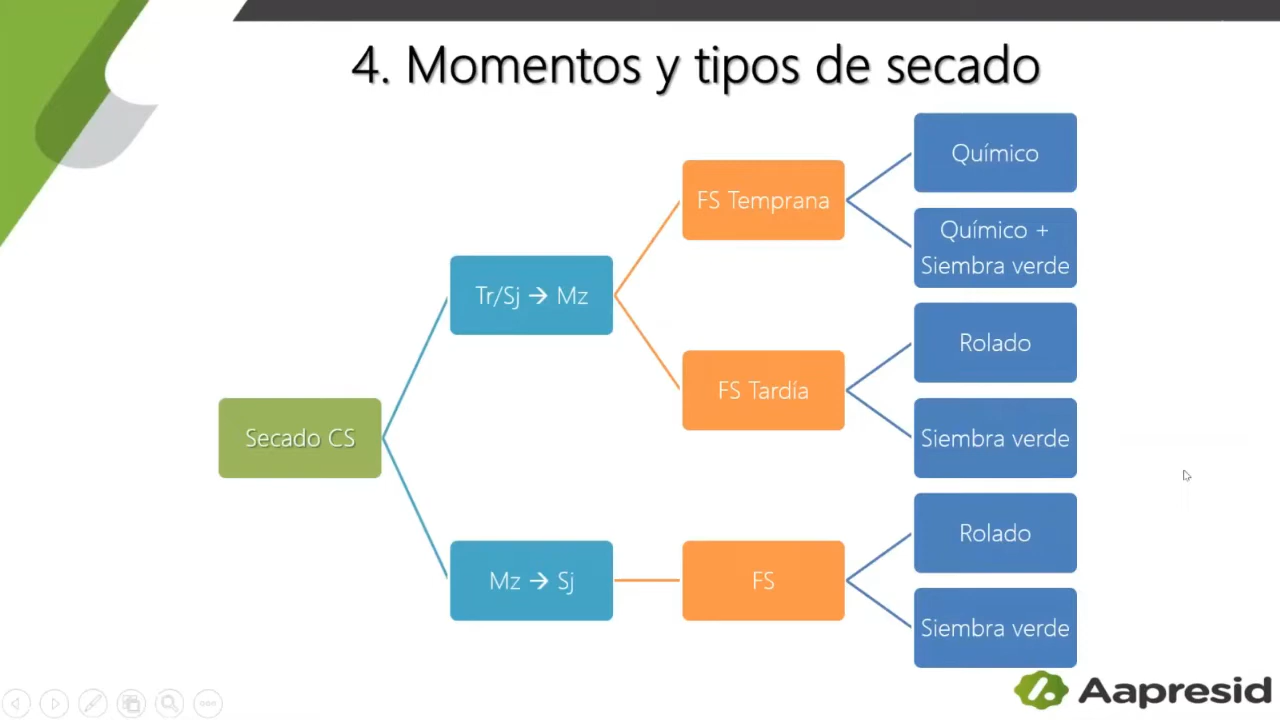 4. Momentos y tipos de secado
Secado CS
Tr/Sj → Mz
FS Temprana
Químico
Químico +
Siembra verde
FS Tardía
Rolado
Siembra verde
Mz → Sj
FS
Rolado
Siembra verde
Aapresid